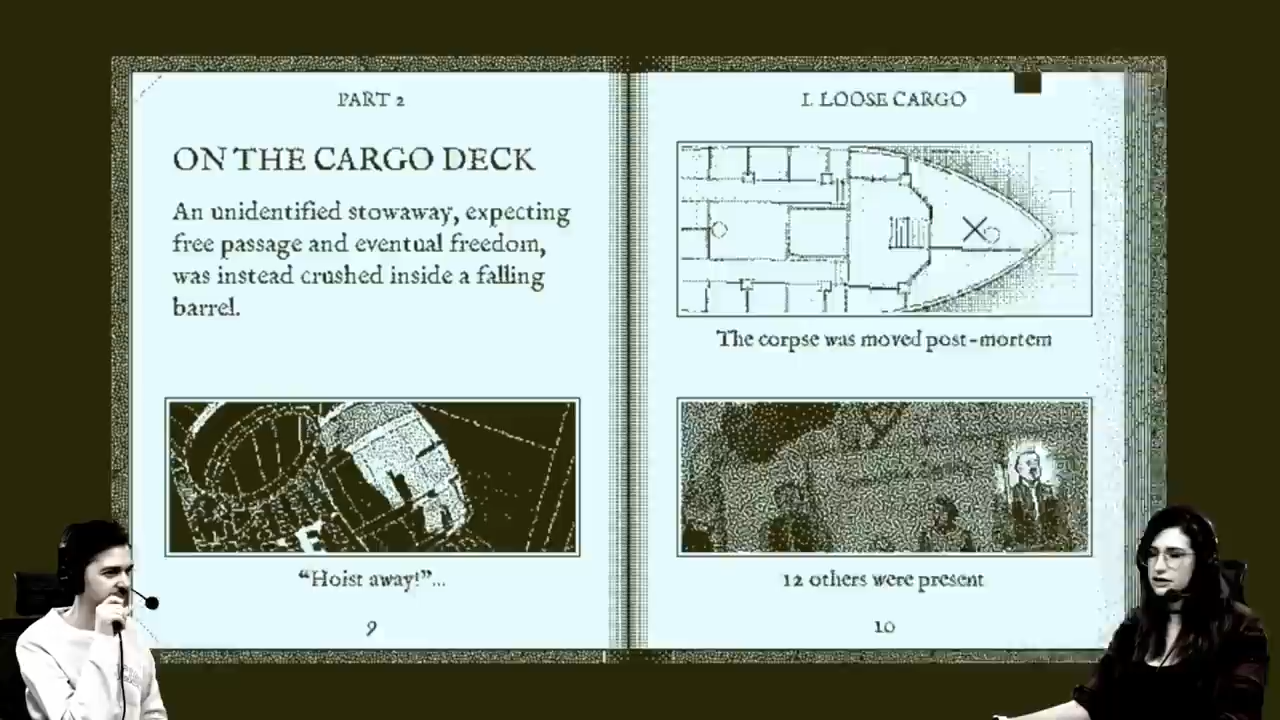 PART 2
ON THE CARGO DECK
An unidentified stowaway, expecting
free passage and eventual freedom,
was instead crushed inside a falling
barrel.
“Hoist away!”...
9
I. LOOSE CARGO
The corpse was moved post-mortem
12 others were present
10